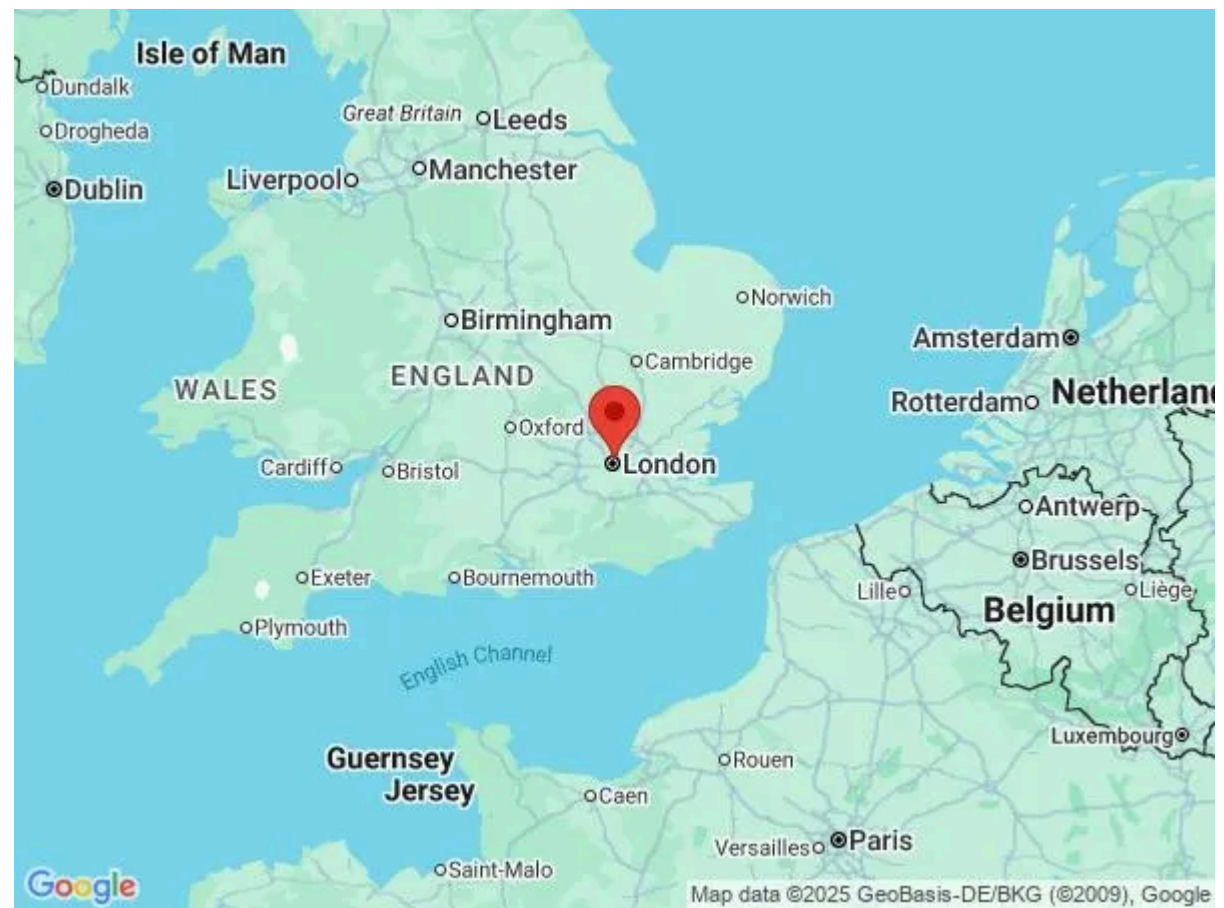 Isle of Man
Dundalk
Great Britain
Leeds
Drogheda
Manchester
Liverpool
Dublin
Norwich
Birmingham
Amsterdam
Cambridge
ENGLAND
WALES
Netherlan
Rotterdam
Oxford
London
Cardiff
Bristol
Antwerp
Brussels
Exeter
Bournemouth
Lille
Liège
Belgium
Plymouth
English Channel
Luxembourg
Guernsey
Rouen
Jersey
Caen
Paris
Versailles
Saint-Malo
Google
Map data ©2025 GeoBasis-DE/BKG (©2009), Google